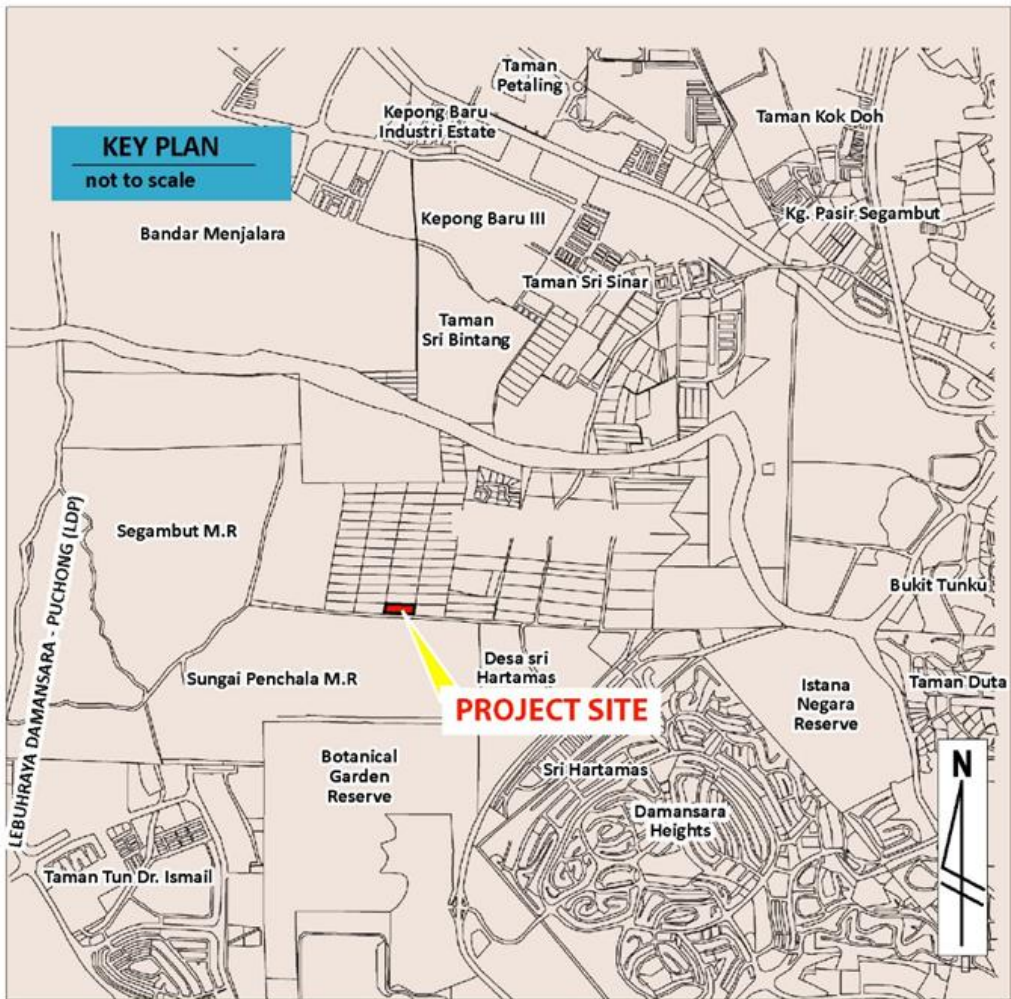 Taman
Petaling
Kepong Baru
Industri Estate
Taman Kok Doh
KEY PLAN
not to scale
Kepong Baru III
Kg. Pasir Segambut
Bandar Menjalara
Taman Sri Sinar
Taman
Sri Bintang
LEBUHRAYA DAMANSARA - PUCHONG (LDP)
Segambut M.R
Bukit Tunku
Sungai Penchala M.R
Desa sri
Hartamas
Taman Duta
Istana
Negara
Reserve
PROJECT SITE
Botanical
Garden
Reserve
Sri Hartamas
N
Damansara
Heights
Taman Tun Dr. Ismail